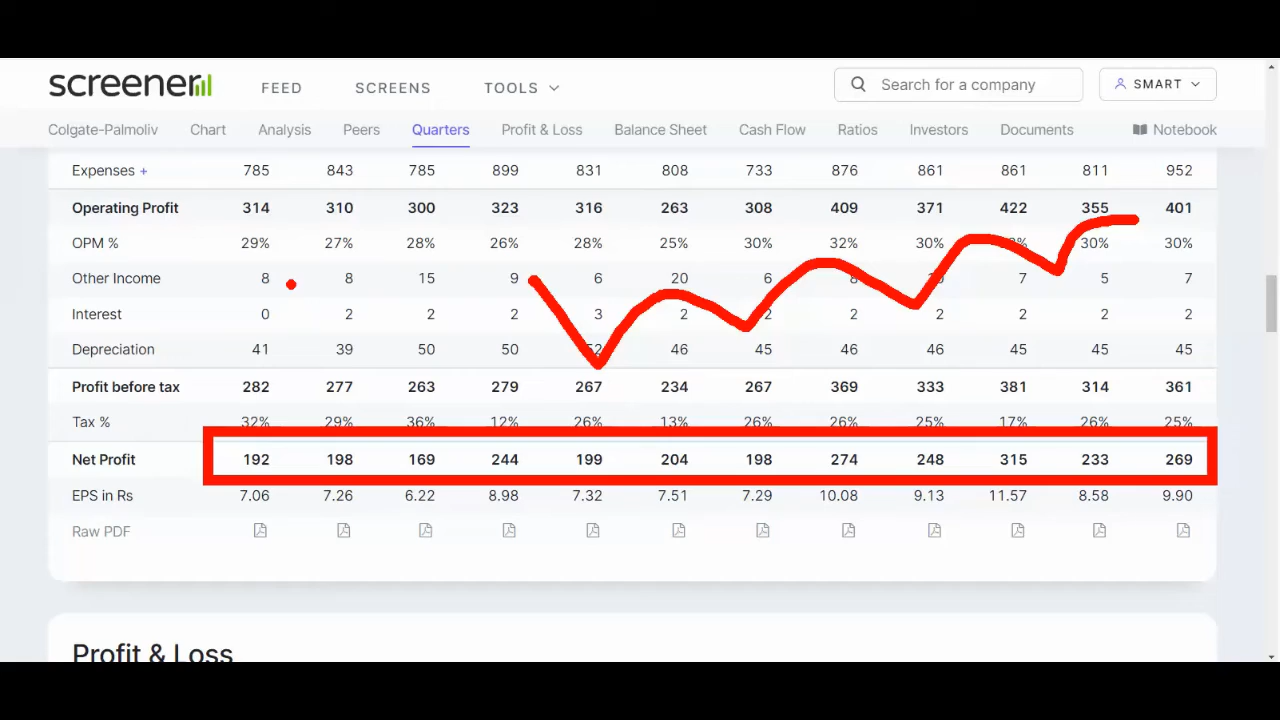 screener FEED SCREENS TOOLS Search for a company SMART
Colgate-Palmoliv Chart Analysis Peers Quarters Profit & Loss Balance Sheet Cash Flow Ratios Investors Documents Notebook
Expenses + 785 843 785 899 831 808 733 876 861 861 811 952
Operating Profit 314 310 300 323 316 263 308 409 371 422 355 401
OPM % 29% 27% 28% 26% 28% 25% 30% 32% 30% 30% 30%
Other Income 8 8 15 9 6 20 6 8 7 5 7
Interest 0 2 2 2 3 2 2 2 2 2 2 2
Depreciation 41 39 50 50 52 46 45 46 46 45 45 45
Profit before tax 282 277 263 279 267 234 267 369 333 381 314 361
Tax % 32% 29% 36% 12% 26% 13% 26% 26% 25% 17% 26% 25%
Net Profit 192 198 169 244 199 204 198 274 248 315 233 269
EPS in Rs 7.06 7.26 6.22 8.98 7.32 7.51 7.29 10.08 9.13 11.57 8.58 9.90
Raw PDF
Profit & Loss